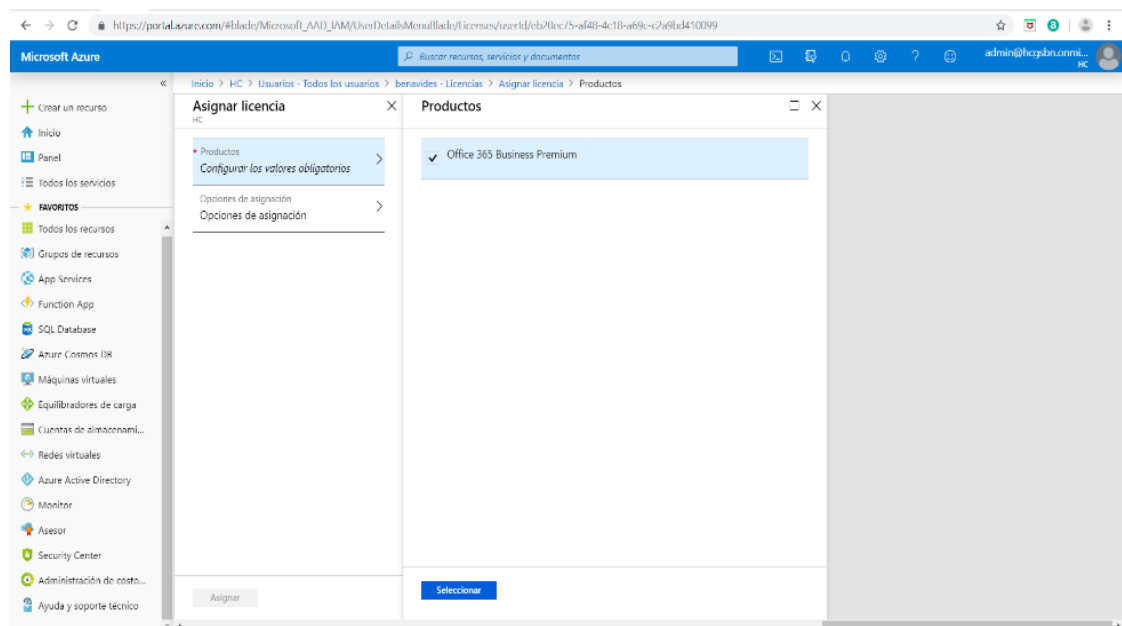 https://portal.azure.com/#blade/Microsoft_AAD_IAM/UserDetailsMenuBlade/Licenses/userId/eb20ec75-af48-4c18-a69c-c2a9bd410099
Microsoft Azure
Buscar recursos, servicios y documentos
admin@hcgsbn.onmi...
HC
Inicio > HC > Usuarios - Todos los usuarios > benavides - Licencias > Asignar licencia > Productos
Crear un recurso
Inicio
Panel
Todos los servicios
FAVORITOS
Todos los recursos
Grupos de recursos
App Services
Function App
SQL Database
Azure Cosmos DB
Máquinas virtuales
Equilibradores de carga
Cuentas de almacenami...
Redes virtuales
Azure Active Directory
Monitor
Asesor
Security Center
Administración de costo...
Ayuda y soporte técnico
Asignar licencia
HC
* Productos
Configurar los valores obligatorios
Opciones de asignación
Opciones de asignación
Asignar
Productos
Office 365 Business Premium
Seleccionar